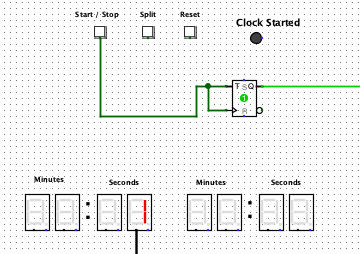 Start / Stop Split Reset
Clock Started
T S Q
1
R
Minutes Seconds Minutes Seconds